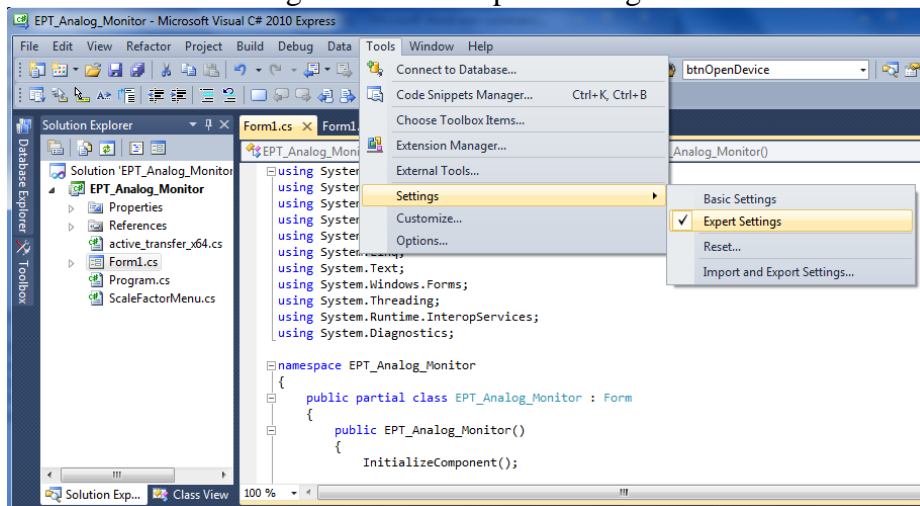 EPT_Analog_Monitor - Microsoft Visual C# 2010 Express
File Edit View Refactor Project Build Debug Data Tools Window Help
btnOpenDevice
Connect to Database...
Code Snippets Manager... Ctrl+K, Ctrl+B
Choose Toolbox Items...
Extension Manager...
External Tools...
Settings
Customize...
Options...
Basic Settings
Expert Settings
Reset...
Import and Export Settings...
Database Explorer
Toolbox
Solution Explorer
Solution 'EPT_Analog_Monitor
EPT_Analog_Monitor
Properties
References
active_transfer_x64.cs
Form1.cs
Program.cs
ScaleFactorMenu.cs
Solution Exp... Class View
Form1.cs Form1.
EPT_Analog_Moni _Analog_Monitor()
using System
using System
using System
using System
using System
using System.Linq;
using System.Text;
using System.Windows.Forms;
using System.Threading;
using System.Runtime.InteropServices;
using System.Diagnostics;
namespace EPT_Analog_Monitor
{
public partial class EPT_Analog_Monitor : Form
{
public EPT_Analog_Monitor()
{
InitializeComponent();
100 %